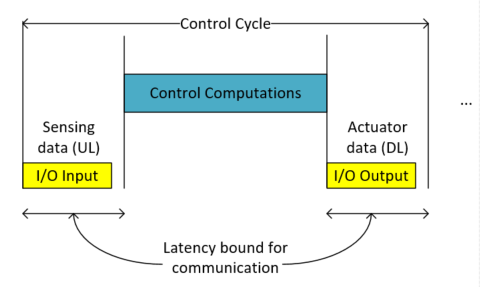 Control Cycle
Control Computations
...
Sensing
data (UL)
Actuator
data (DL)
I/O Input
I/O Output
Latency bound for
communication